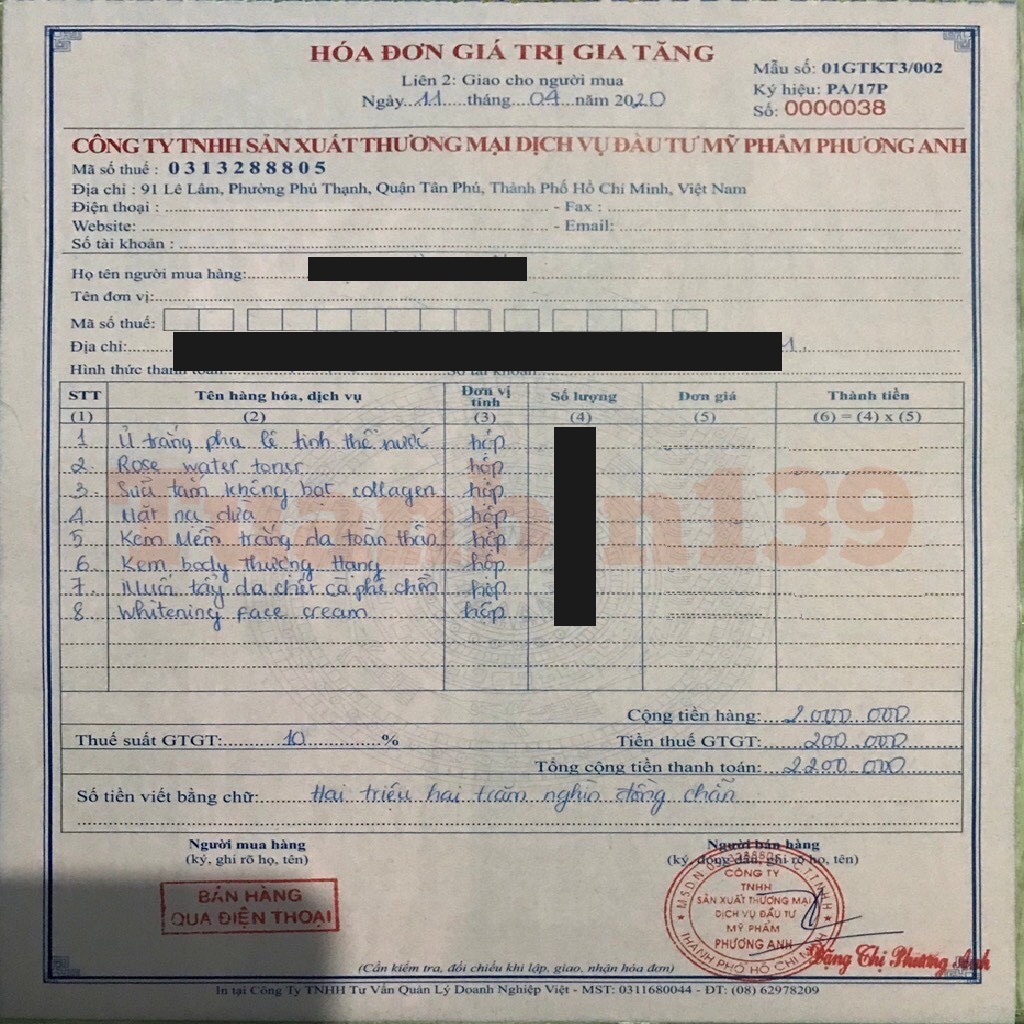 HÓA ĐƠN GIÁ TRỊ GIA TĂNG
Liên 2: Giao cho người mua
Ngày 11 tháng 04 năm 2020
Mẫu số: 01GTKT3/002
Ký hiệu: PA/17P
Số: 0000038
CÔNG TY TNHH SẢN XUẤT THƯƠNG MẠI DỊCH VỤ ĐẦU TƯ MỸ PHẨM PHƯƠNG ANH
Mã số thuế : 0313288805
Địa chỉ : 91 Lê Lâm, Phường Phú Thạnh, Quận Tân Phú, Thành Phố Hồ Chí Minh, Việt Nam
Điện thoại : - Fax :
Website: - Email:
Số tài khoản :
Họ tên người mua hàng:
Tên đơn vị:
Mã số thuế:
Địa chỉ:
Hình thức thanh toán: Số tài khoản:
STT Tên hàng hóa, dịch vụ Đơn vị tính Số lượng Đơn giá Thành tiền
(1) (2) (3) (4) (5) (6) = (4) x (5)
1 Ủ trắng pha lê tinh thể nước hộp
2 Rose water toner hộp
3 Sữa tắm không bọt collagen hộp
4 Mặt nạ dừa hộp
5 Kem Mềm trắng da toàn thân hộp
6 Kem body thượng Hạng hộp
7 Muối tẩy da chết cà phê hộp
8 Whitening Face cream hộp
139
Cộng tiền hàng: 2.000.000
Thuế suất GTGT: 10 % Tiền thuế GTGT: 200.000
Tổng cộng tiền thanh toán: 2.200.000
Số tiền viết bằng chữ: Hai triệu hai trăm nghìn đồng chẵn
Người mua hàng
(ký, ghi rõ họ, tên)
Người bán hàng
(ký, đóng dấu, ghi rõ họ, tên)
BÁN HÀNG
QUA ĐIỆN THOẠI
CÔNG TY
TNHH
SẢN XUẤT THƯƠNG MẠI
DỊCH VỤ ĐẦU TƯ
MỸ PHẨM
PHƯƠNG ANH
Đặng Thị Phương Anh
(Cần kiểm tra, đối chiếu khi lập, giao, nhận hóa đơn)
In tại Công Ty TNHH Tư Vấn Quản Lý Doanh Nghiệp Việt - MST: 0311680044 - ĐT: (08) 62978209